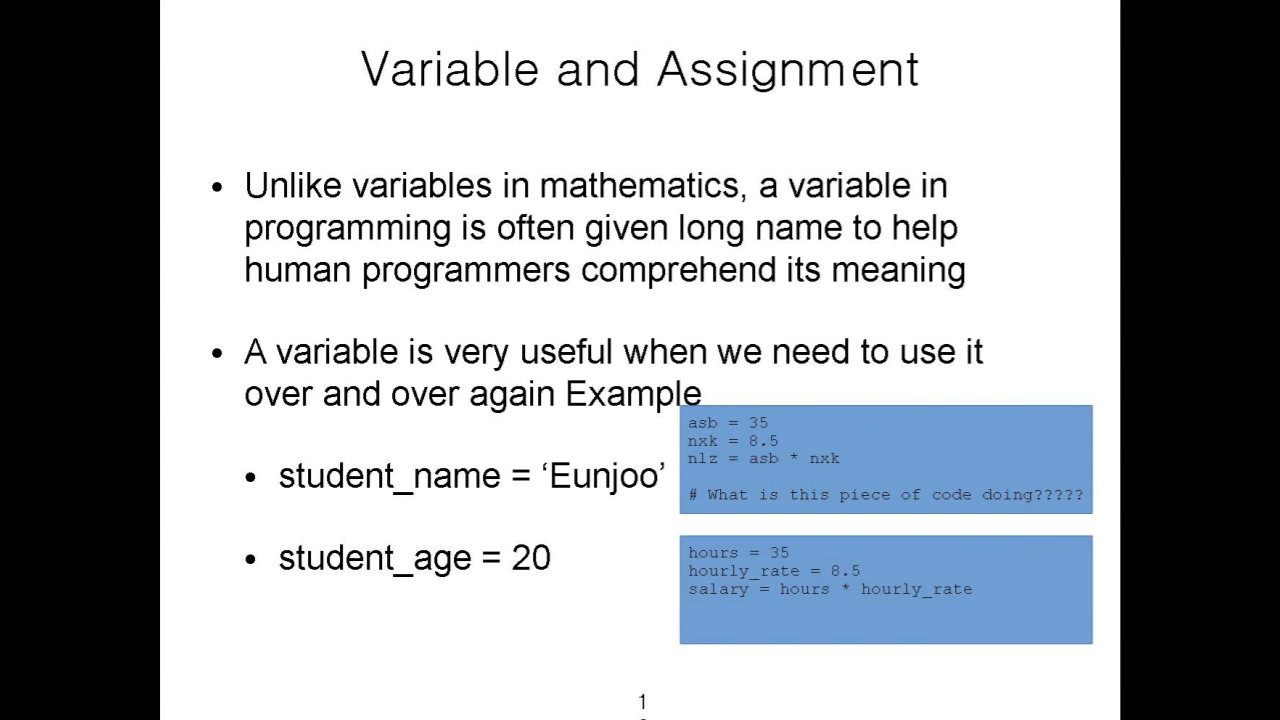 Variable and Assignment
• Unlike variables in mathematics, a variable in
programming is often given long name to help
human programmers comprehend its meaning
• A variable is very useful when we need to use it
over and over again Example
• student_name = ‘Eunjoo’
• student_age = 20
asb = 35
nxk = 8.5
nlz = asb * nxk
# What is this piece of code doing?????
hours = 35
hourly_rate = 8.5
salary = hours * hourly_rate
1